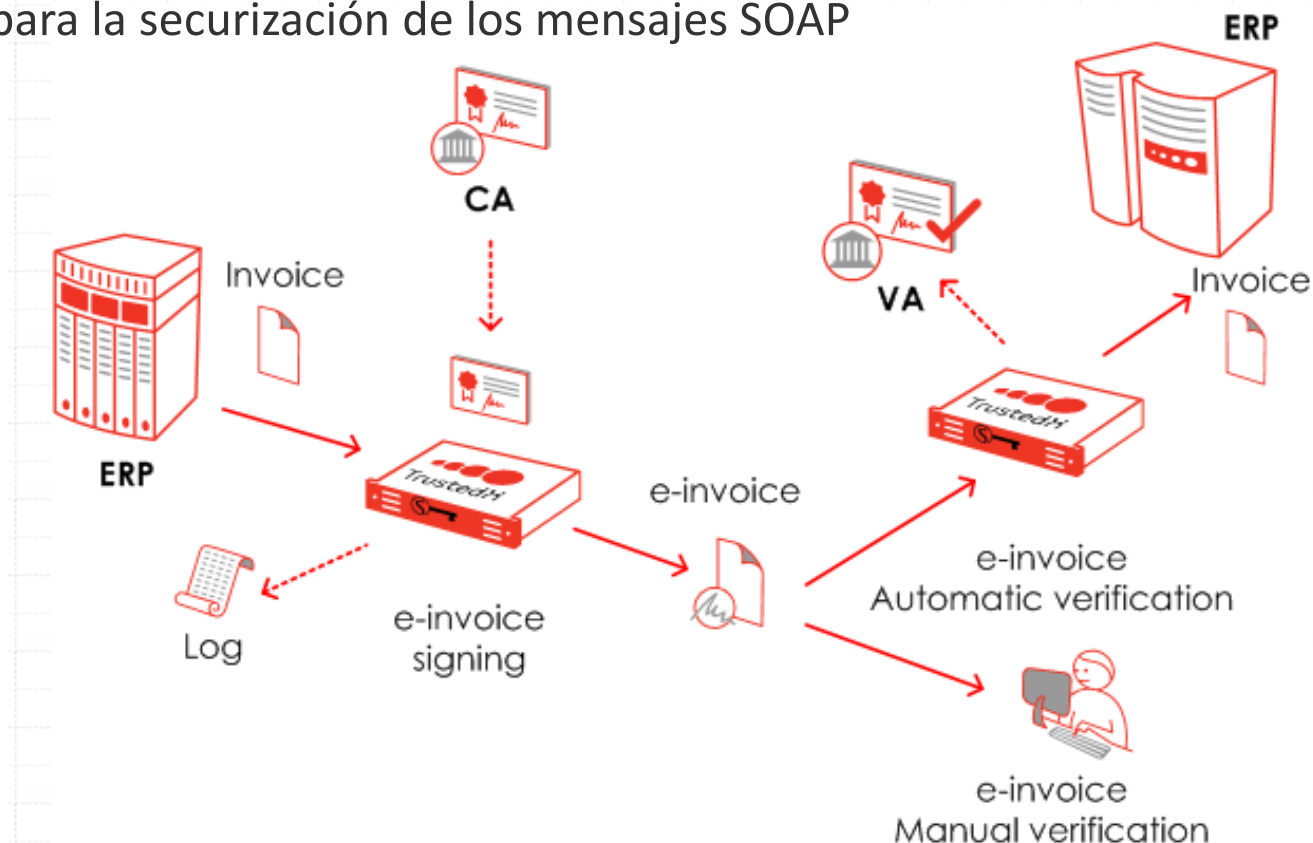 para la securización de los mensajes SOAP
ERP
CA
Invoice
VA
Invoice
TrustedX
ERP
TrustedX
e-invoice
e-invoice
Automatic verification
Log
e-invoice
signing
e-invoice
Manual verification